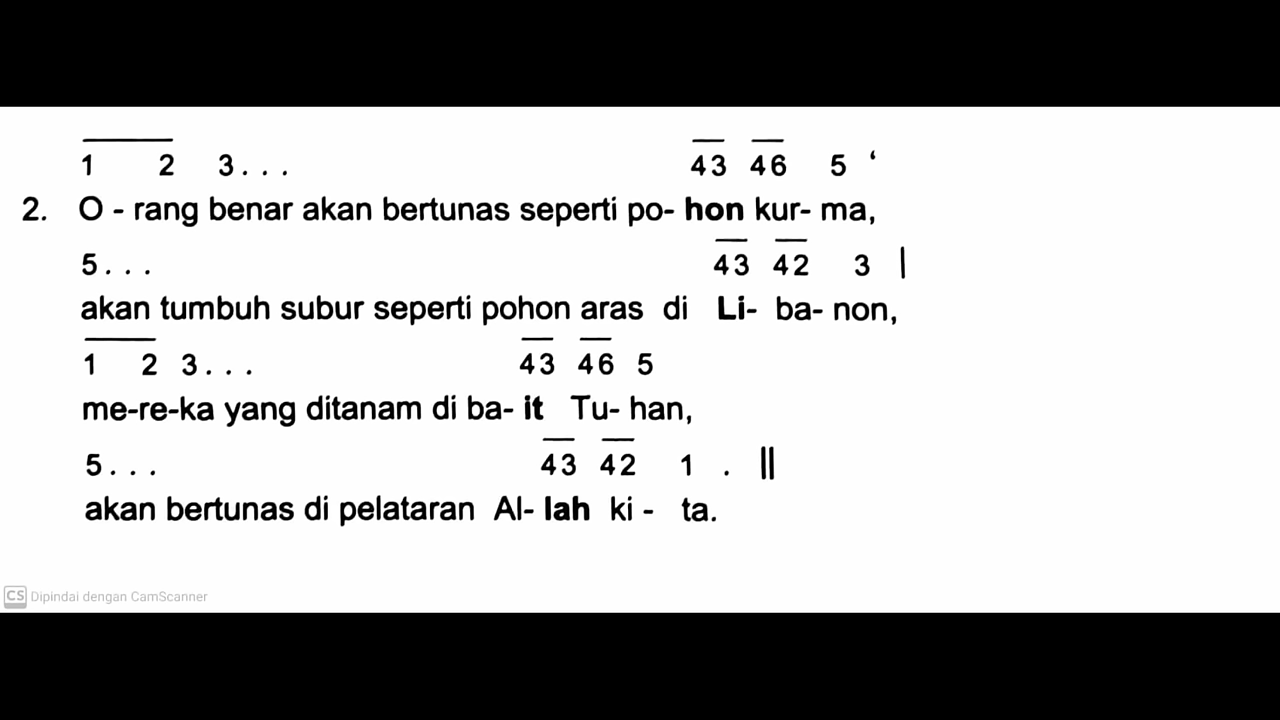 1 2 3... 43 46 5 ‘
2. O - rang benar akan bertunas seperti po- hon kur- ma,
5... 43 42 3 |
akan tumbuh subur seperti pohon aras di Li- ba- non,
1 2 3... 43 46 5
me-re-ka yang ditanam di ba- it Tu- han,
5... 43 42 1 . ||
akan bertunas di pelataran Al- lah ki - ta.
CS Dipindai dengan CamScanner